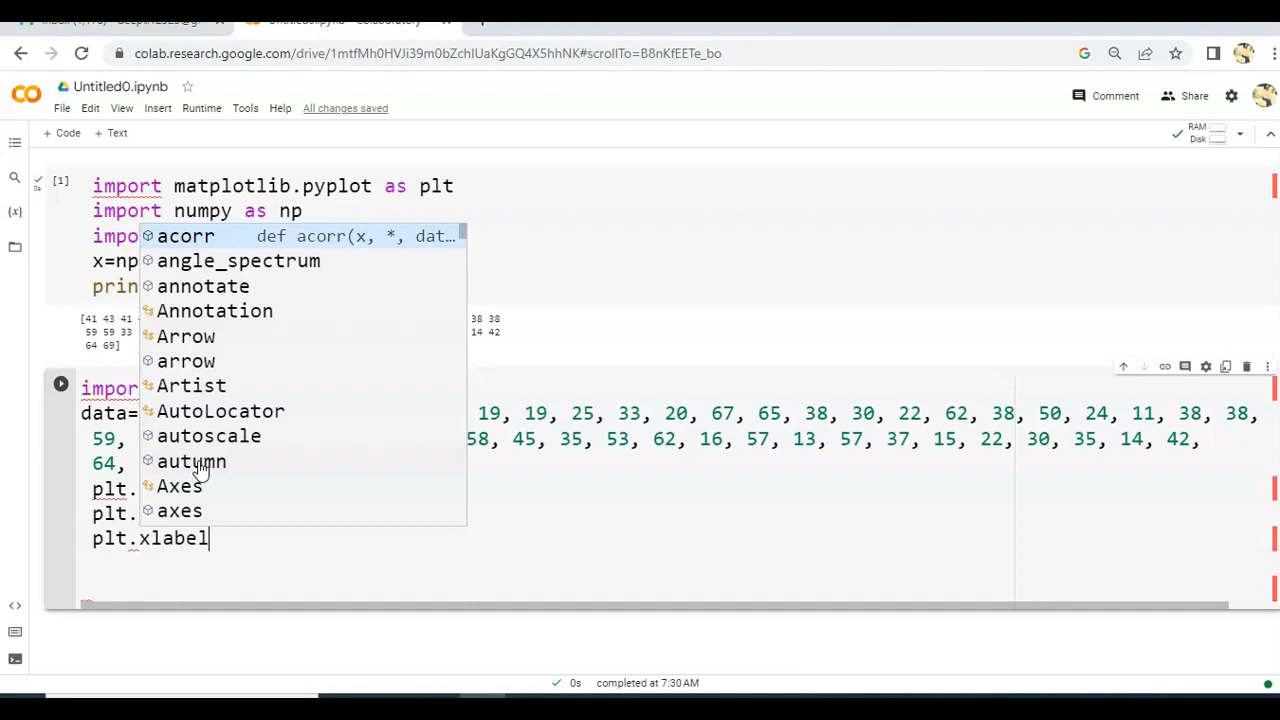 colab.research.google.com/drive/1mtfMh0HVJi39m0bZchIUaKgGQ4X5hhNK#scrollTo=B8nKfEETe_bo
Untitled0.ipynb
File Edit View Insert Runtime Tools Help All changes saved
Comment Share
+ Code + Text
RAM
Disk
[1]
import matplotlib.pyplot as plt
import numpy as np
impo
x=np
prin
acorr def acorr(x, *, dat…
angle_spectrum
annotate
Annotation
Arrow
arrow
Artist
AutoLocator
autoscale
autumn
Axes
axes
[41 43 41 38 38
59 59 33 14 42
64 69]
impor
data= 19, 19, 25, 33, 20, 67, 65, 38, 30, 22, 62, 38, 50, 24, 11, 38, 38,
59, 58, 45, 35, 53, 62, 16, 57, 13, 57, 37, 15, 22, 30, 35, 14, 42,
64,
plt.
plt.
plt.xlabel
0s completed at 7:30 AM